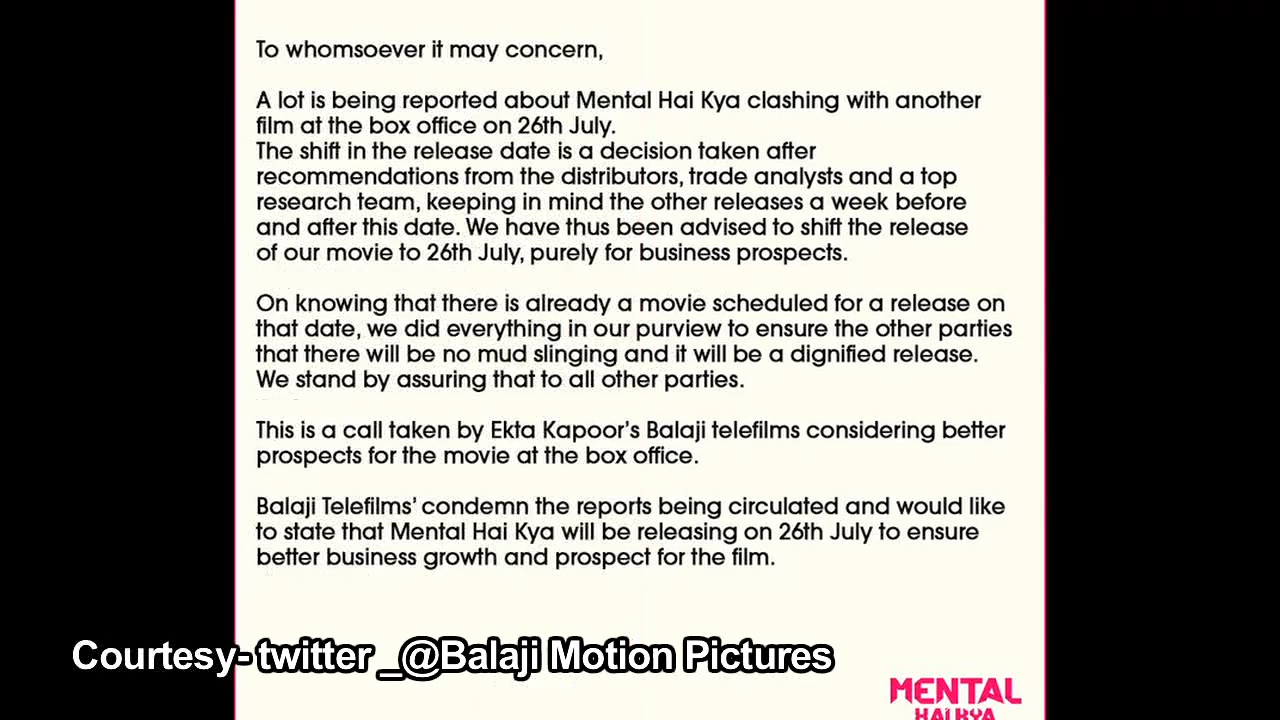 To whomsoever it may concern,
A lot is being reported about Mental Hai Kya clashing with another
film at the box office on 26th July.
The shift in the release date is a decision taken after
recommendations from the distributors, trade analysts and a top
research team, keeping in mind the other releases a week before
and after this date. We have thus been advised to shift the release
of our movie to 26th July, purely for business prospects.
On knowing that there is already a movie scheduled for a release on
that date, we did everything in our purview to ensure the other parties
that there will be no mud slinging and it will be a dignified release.
We stand by assuring that to all other parties.
This is a call taken by Ekta Kapoor's Balaji telefilms considering better
prospects for the movie at the box office.
Balaji Telefilms' condemn the reports being circulated and would like
to state that Mental Hai Kya will be releasing on 26th July to ensure
better business growth and prospect for the film.
Courtesy- twitter _@Balaji Motion Pictures
MENTAL
HAI KYA